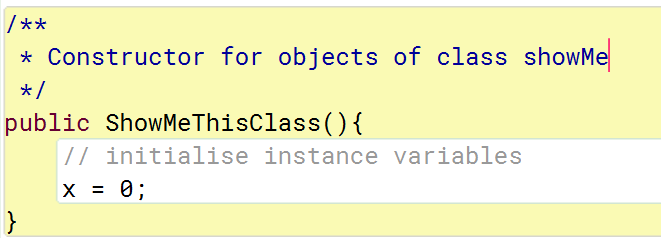 /**
 * Constructor for objects of class showMe
 */
public ShowMeThisClass(){
    // initialise instance variables
    x = 0;
}